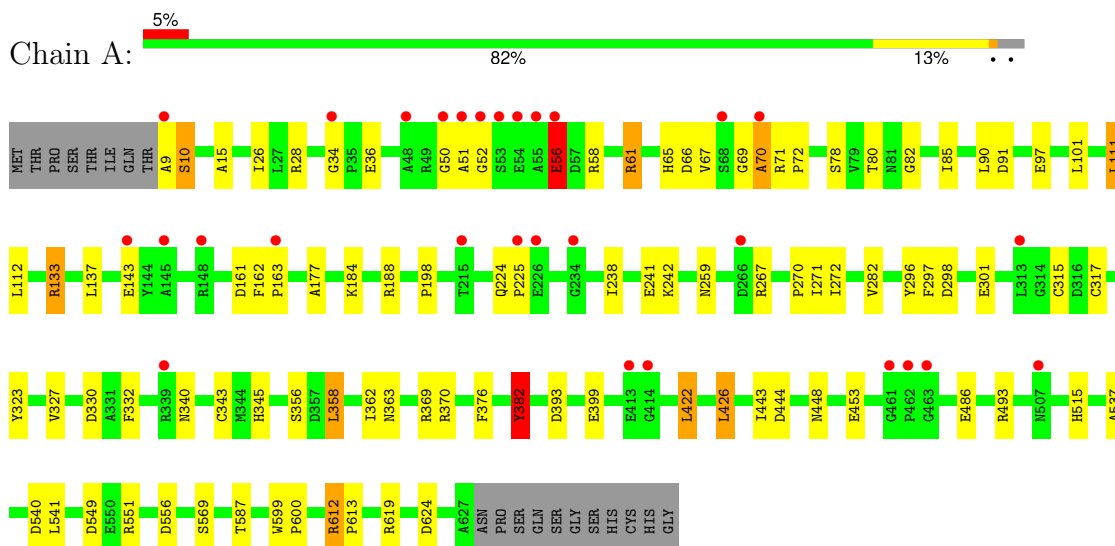 5%
Chain A:
82% 13% • •
MET THR PRO SER THR ILE GLN THR A9 S10 A15 I26 L27 R28 G34 P35 E36 A48 R49 G50 A51 G52 S53 E54 A55 E56 D57 R58 R61 H65 D66 V67 S68 G69 A70 R71 P72 S78 V79 T80 N81 G82 I85 L90 D91 E97 L101 L111
L112 R133 L137 E143 Y144 A145 R148 D161 F162 P163 A177 K184 R188 P198 T215 Q224 P225 E226 G234 I238 E241 K242 N259 D266 R267 P270 I271 I272 V282 Y296 F297 D298 E301 L313 G314 C315 D316 C317
Y323 V327 D330 A331 F332 R339 N340 C343 M344 H345 S356 D357 L358 I362 N363 R369 R370 F376 Y382 D393 E399 E413 G414 L422 L426 I443 D444 N448 E453 G461 P462 G463 E486 R493 N507 H515 A537
D540 L541 D549 E550 R551 D556 S569 T587 W599 P600 R612 P613 R619 D624 A627 ASN PRO SER GLN SER GLY SER HIS CYS HIS GLY